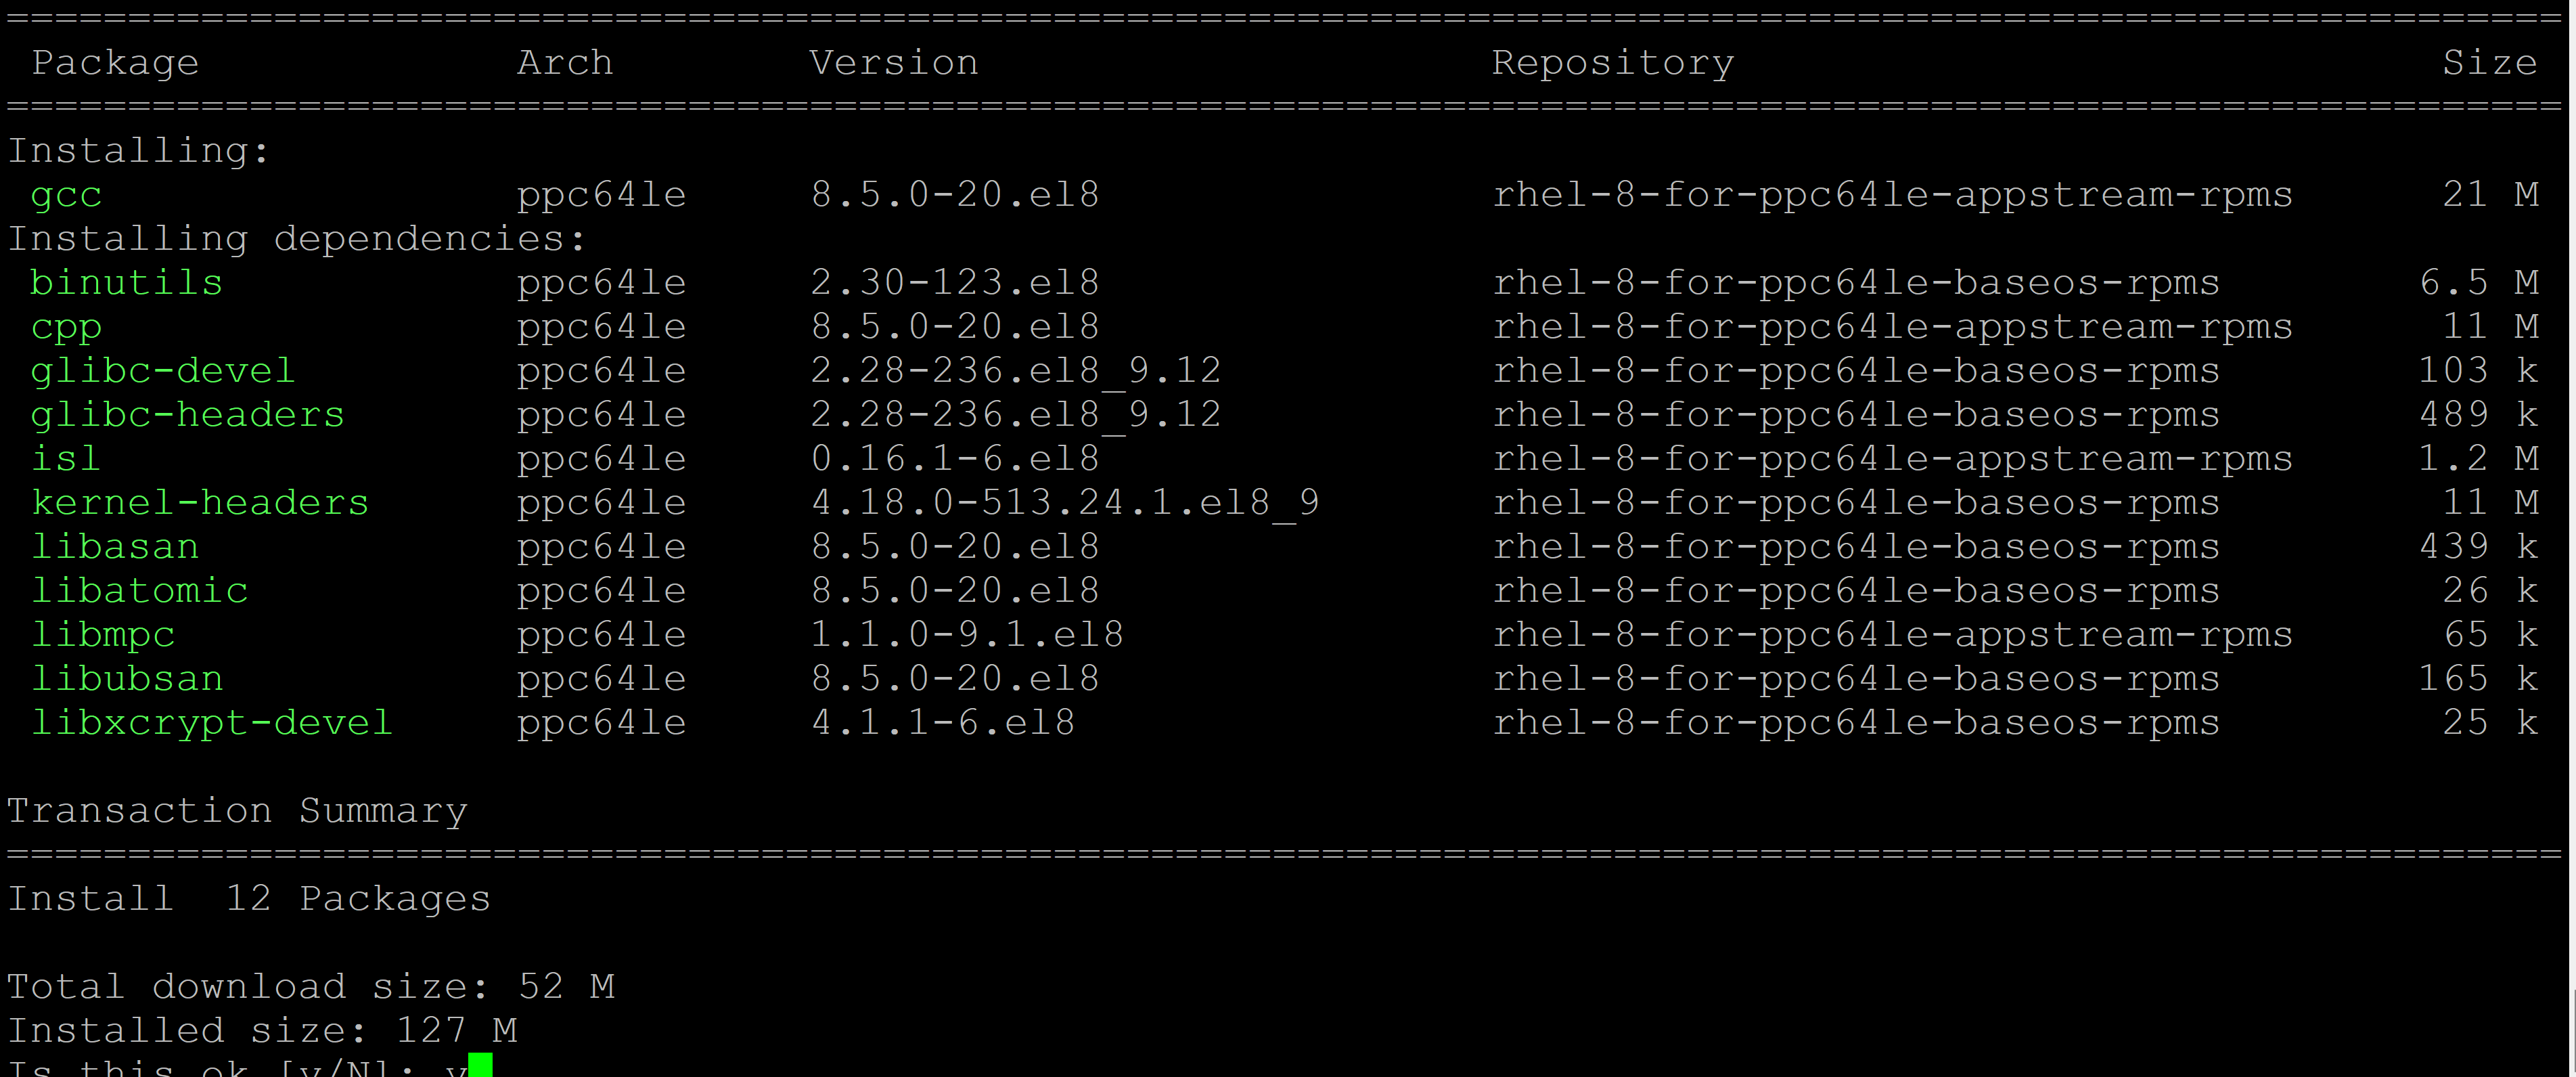 =========================================================================================================
 Package             Arch        Version                     Repository                             Size
=========================================================================================================
Installing:
 gcc                 ppc64le     8.5.0-20.el8                rhel-8-for-ppc64le-appstream-rpms      21 M
Installing dependencies:
 binutils            ppc64le     2.30-123.el8                rhel-8-for-ppc64le-baseos-rpms        6.5 M
 cpp                 ppc64le     8.5.0-20.el8                rhel-8-for-ppc64le-appstream-rpms      11 M
 glibc-devel         ppc64le     2.28-236.el8_9.12           rhel-8-for-ppc64le-baseos-rpms        103 k
 glibc-headers       ppc64le     2.28-236.el8_9.12           rhel-8-for-ppc64le-baseos-rpms        489 k
 isl                 ppc64le     0.16.1-6.el8                rhel-8-for-ppc64le-appstream-rpms     1.2 M
 kernel-headers      ppc64le     4.18.0-513.24.1.el8_9       rhel-8-for-ppc64le-baseos-rpms         11 M
 libasan             ppc64le     8.5.0-20.el8                rhel-8-for-ppc64le-baseos-rpms        439 k
 libatomic           ppc64le     8.5.0-20.el8                rhel-8-for-ppc64le-baseos-rpms         26 k
 libmpc              ppc64le     1.1.0-9.1.el8               rhel-8-for-ppc64le-appstream-rpms      65 k
 libubsan            ppc64le     8.5.0-20.el8                rhel-8-for-ppc64le-baseos-rpms        165 k
 libxcrypt-devel     ppc64le     4.1.1-6.el8                 rhel-8-for-ppc64le-baseos-rpms         25 k
Transaction Summary
=========================================================================================================
Install  12 Packages
Total download size: 52 M
Installed size: 127 M
Is this ok [y/N]: y